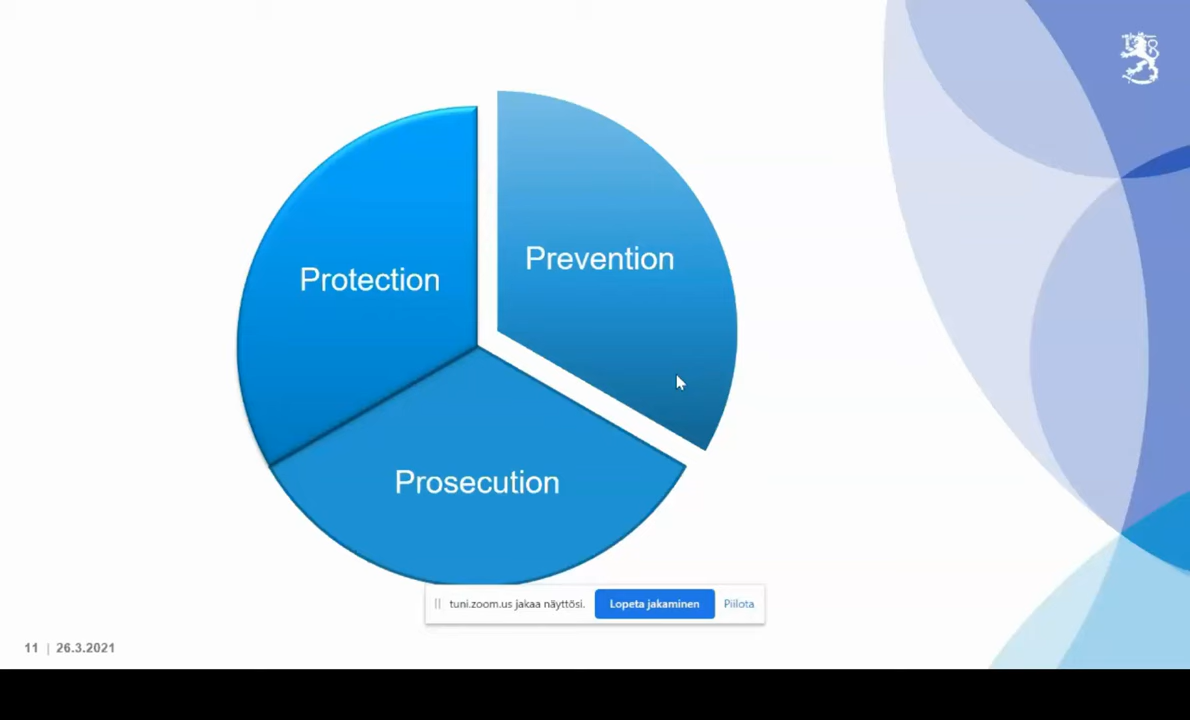 Prevention
Protection
Prosecution
tuni.zoom.us jakaa näyttösi.
Lopeta jakaminen
Piilota
11 | 26.3.2021